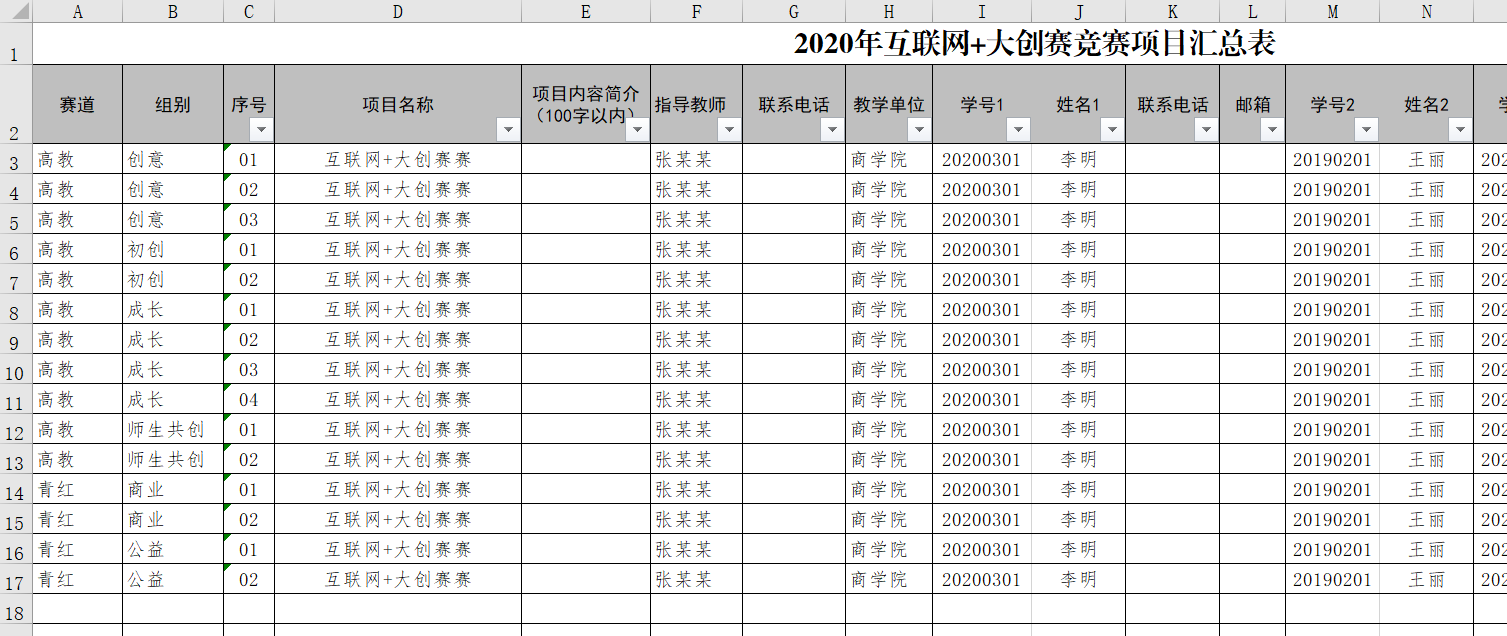 A B C D E F G H I J K L M N
1 2020年互联网+大创赛竞赛项目汇总表
2 赛道 组别 序号 项目名称 项目内容简介（100字以内） 指导教师 联系电话 教学单位 学号1 姓名1 联系电话 邮箱 学号2 姓名2
3 高教 创意 01 互联网+大创赛赛 张某某 商学院 20200301 李明 20190201 王丽 202
4 高教 创意 02 互联网+大创赛赛 张某某 商学院 20200301 李明 20190201 王丽 202
5 高教 创意 03 互联网+大创赛赛 张某某 商学院 20200301 李明 20190201 王丽 202
6 高教 初创 01 互联网+大创赛赛 张某某 商学院 20200301 李明 20190201 王丽 202
7 高教 初创 02 互联网+大创赛赛 张某某 商学院 20200301 李明 20190201 王丽 202
8 高教 成长 01 互联网+大创赛赛 张某某 商学院 20200301 李明 20190201 王丽 202
9 高教 成长 02 互联网+大创赛赛 张某某 商学院 20200301 李明 20190201 王丽 202
10 高教 成长 03 互联网+大创赛赛 张某某 商学院 20200301 李明 20190201 王丽 202
11 高教 成长 04 互联网+大创赛赛 张某某 商学院 20200301 李明 20190201 王丽 202
12 高教 师生共创 01 互联网+大创赛赛 张某某 商学院 20200301 李明 20190201 王丽 202
13 高教 师生共创 02 互联网+大创赛赛 张某某 商学院 20200301 李明 20190201 王丽 202
14 青红 商业 01 互联网+大创赛赛 张某某 商学院 20200301 李明 20190201 王丽 202
15 青红 商业 02 互联网+大创赛赛 张某某 商学院 20200301 李明 20190201 王丽 202
16 青红 公益 01 互联网+大创赛赛 张某某 商学院 20200301 李明 20190201 王丽 202
17 青红 公益 02 互联网+大创赛赛 张某某 商学院 20200301 李明 20190201 王丽 202
18